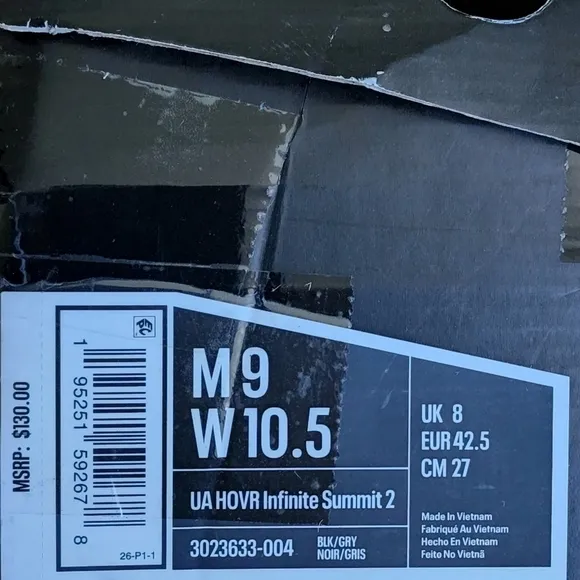 MSRP: $130.00
1 95251 59267 8
26-P1-1
M 9
W 10.5
UA HOVR Infinite Summit 2
3023633-004
BLK/GRY
NOIR/GRIS
UK 8
EUR 42.5
CM 27
Made In Vietnam
Fabriqué Au Vietnam
Hecho En Vietnam
Feito No Vietnã